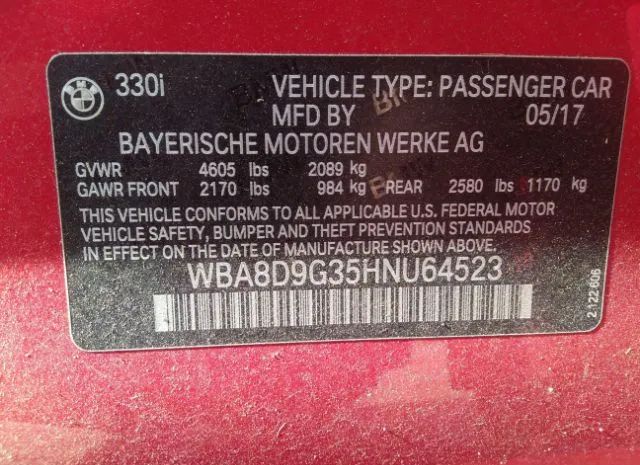 330i VEHICLE TYPE: PASSENGER CAR
MFD BY 05/17
BAYERISCHE MOTOREN WERKE AG
GVWR 4605 lbs 2089 kg
GAWR FRONT 2170 lbs 984 kg REAR 2580 lbs 1170 kg
THIS VEHICLE CONFORMS TO ALL APPLICABLE U.S. FEDERAL MOTOR
VEHICLE SAFETY, BUMPER AND THEFT PREVENTION STANDARDS
IN EFFECT ON THE DATE OF MANUFACTURE SHOWN ABOVE.
WBA8D9G35HNU64523
2 122 606